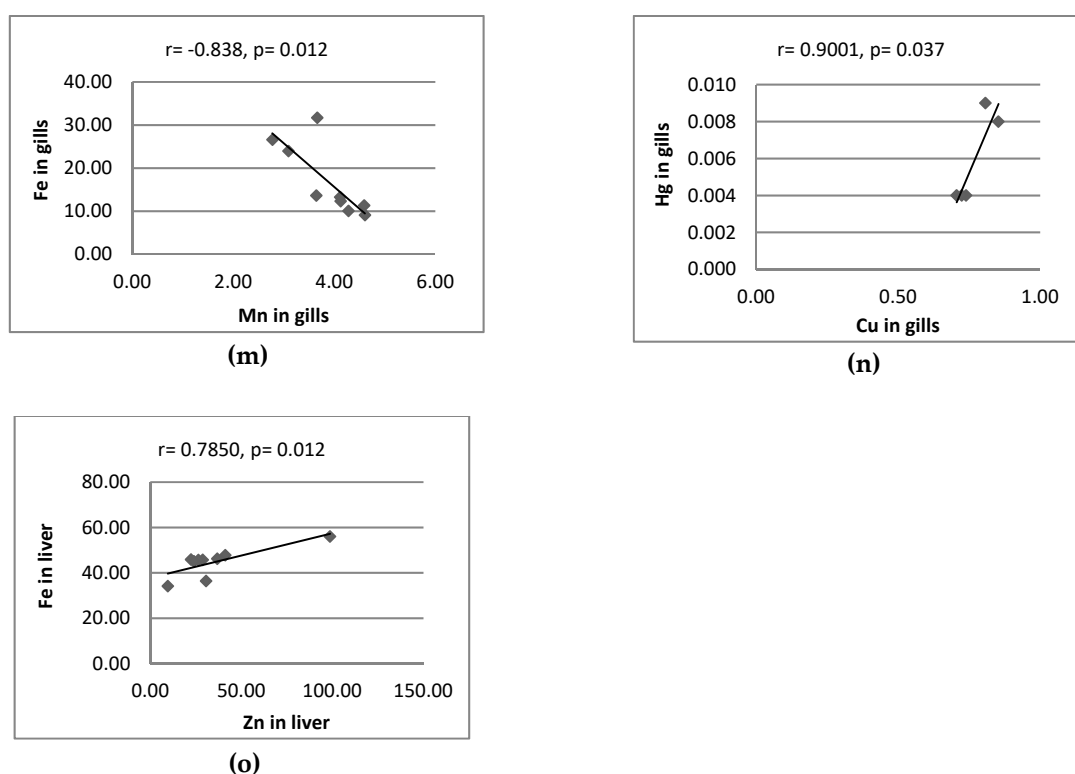 r= -0.838, p= 0.012
40.00
30.00
20.00
10.00
0.00
Fe in gills
0.00 2.00 4.00 6.00
Mn in gills
(m)
r= 0.9001, p= 0.037
0.010
0.008
0.006
0.004
0.002
0.000
Hg in gills
0.00 0.50 1.00
Cu in gills
(n)
r= 0.7850, p= 0.012
80.00
60.00
40.00
20.00
0.00
Fe in liver
0.00 50.00 100.00 150.00
Zn in liver
(o)